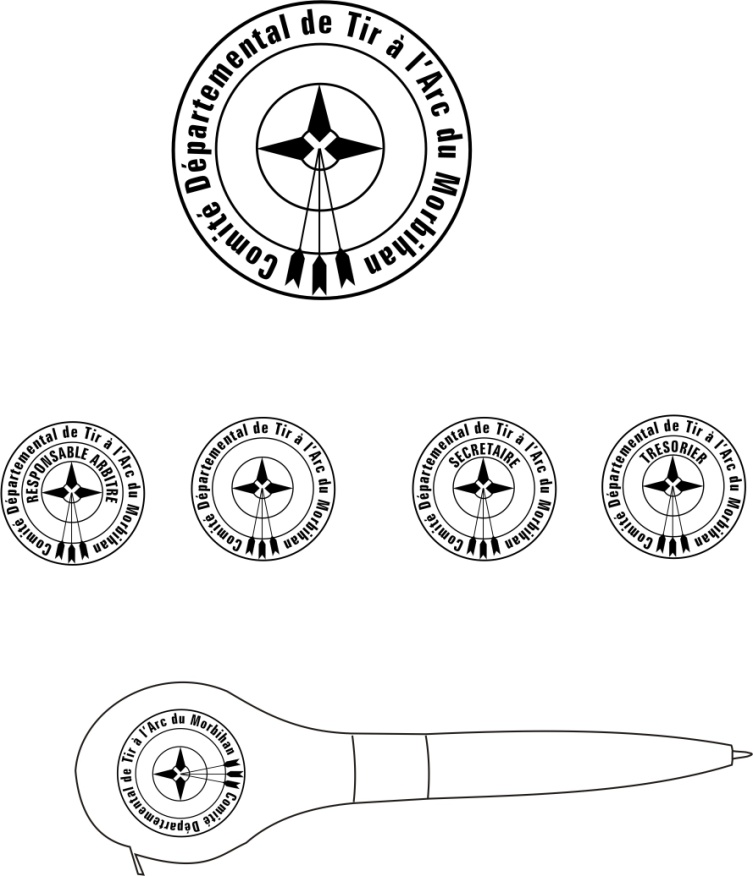 Comité Départemental de Tir à l'Arc du Morbihan
Comité Départemental de Tir à l'Arc du Morbihan
RESPONSABLE ARBITRE
Comité Départemental de Tir à l'Arc du Morbihan
Comité Départemental de Tir à l'Arc du Morbihan
SECRETAIRE
Comité Départemental de Tir à l'Arc du Morbihan
TRESORIER
Comité Départemental de Tir à l'Arc du Morbihan